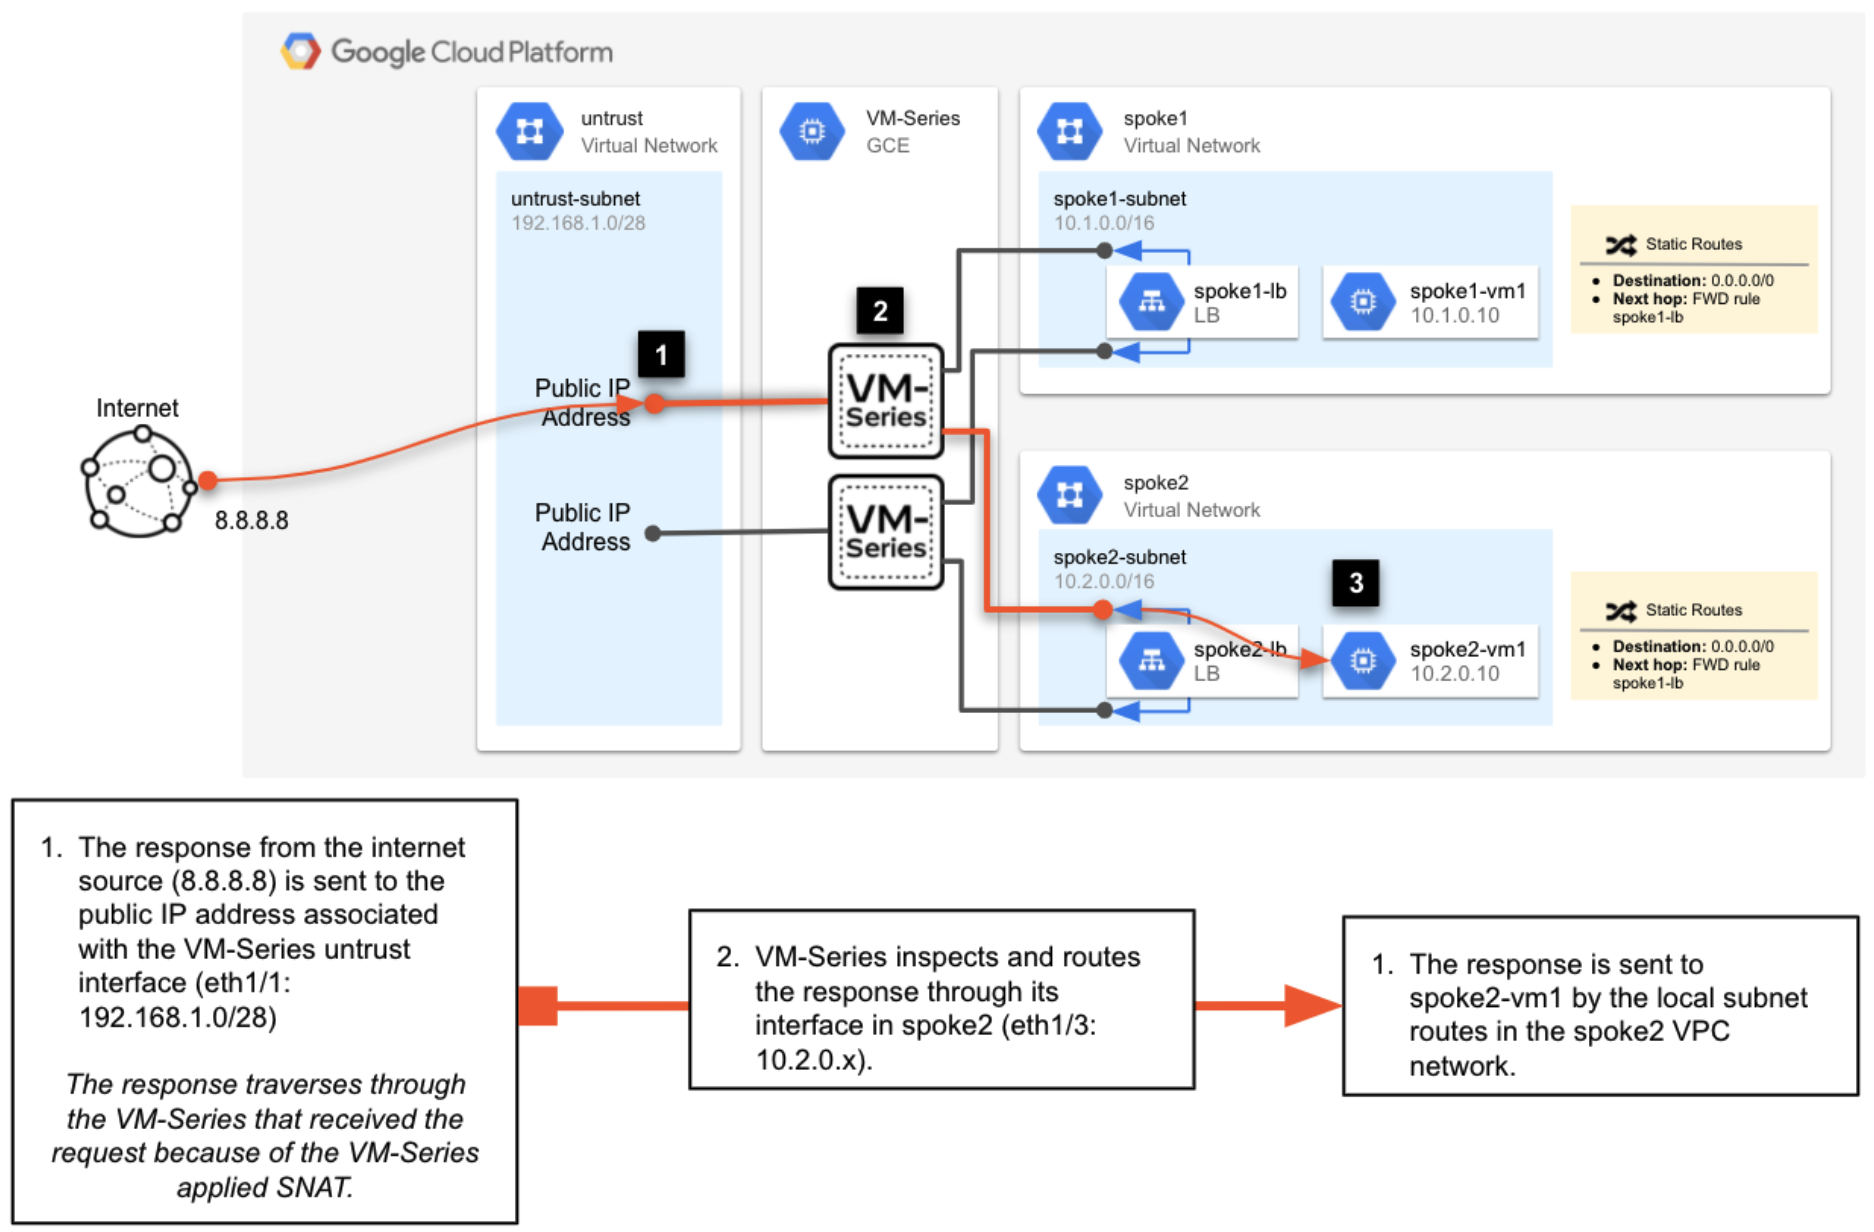 Google Cloud Platform
untrust
Virtual Network
untrust-subnet
192.168.1.0/28
VM-Series
GCE
spoke1
Virtual Network
spoke1-subnet
10.1.0.0/16
spoke1-lb
LB
spoke1-vm1
10.1.0.10
Static Routes
● Destination: 0.0.0.0/0
● Next hop: FWD rule
spoke1-lb
1
2
Public IP
Address
VM-
Series
Internet
8.8.8.8
Public IP
Address
VM-
Series
spoke2
Virtual Network
spoke2-subnet
10.2.0.0/16
3
spoke2-lb
LB
spoke2-vm1
10.2.0.10
Static Routes
● Destination: 0.0.0.0/0
● Next hop: FWD rule
spoke1-lb
1. The response from the internet
source (8.8.8.8) is sent to the
public IP address associated
with the VM-Series untrust
interface (eth1/1:
192.168.1.0/28)
The response traverses through
the VM-Series that received the
request because of the VM-Series
applied SNAT.
2. VM-Series inspects and routes
the response through its
interface in spoke2 (eth1/3:
10.2.0.x).
1. The response is sent to
spoke2-vm1 by the local subnet
routes in the spoke2 VPC
network.